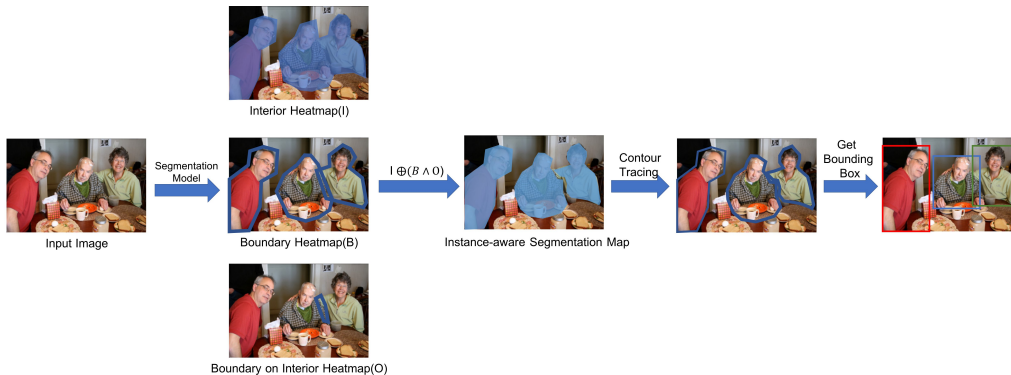 Interior Heatmap(I)
Input Image
Segmentation
Model
Boundary Heatmap(B)
I ⊕(B ∧ O)
Instance-aware Segmentation Map
Contour
Tracing
Get
Bounding
Box
Boundary on Interior Heatmap(O)